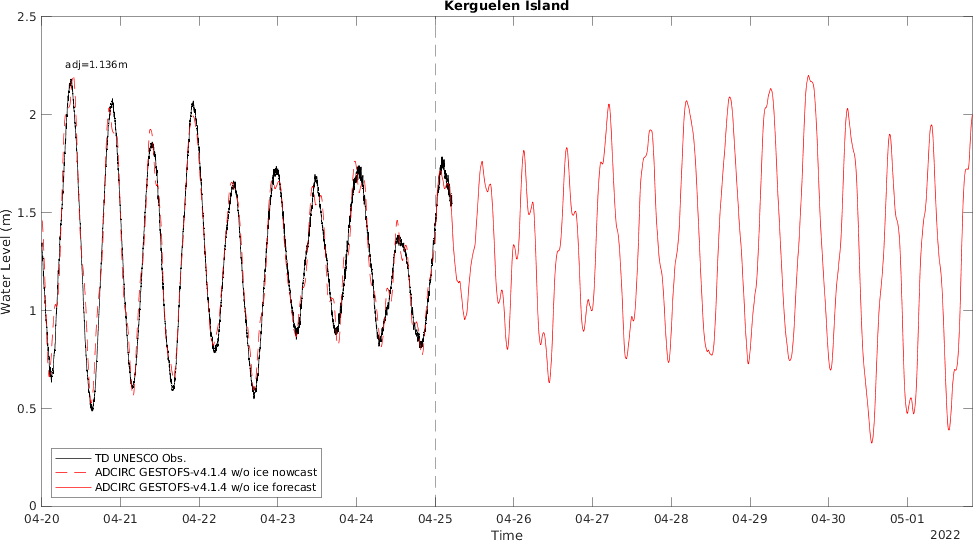 Kerguelen Island
2.5
adj=1.136m
2
1.5
Water Level (m)
1
0.5
TD UNESCO Obs.
ADCIRC GESTOFS-v4.1.4 w/o ice nowcast
ADCIRC GESTOFS-v4.1.4 w/o ice forecast
0
04-20 04-21 04-22 04-23 04-24 04-25 04-26 04-27 04-28 04-29 04-30 05-01
Time
2022